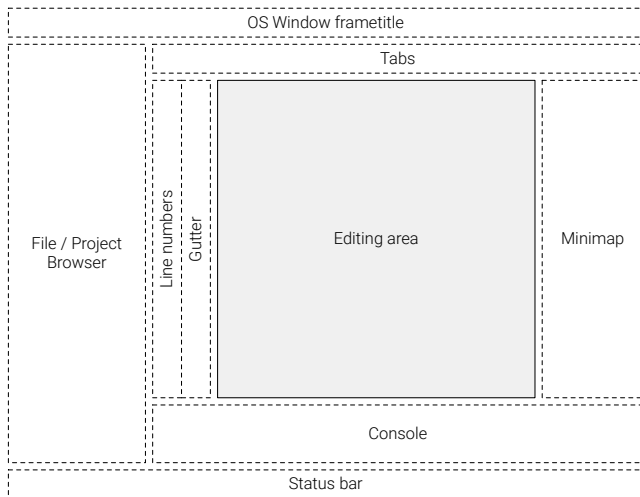 OS Window frametitle
Tabs
File / Project
Browser
Line numbers
Gutter
Editing area
Minimap
Console
Status bar